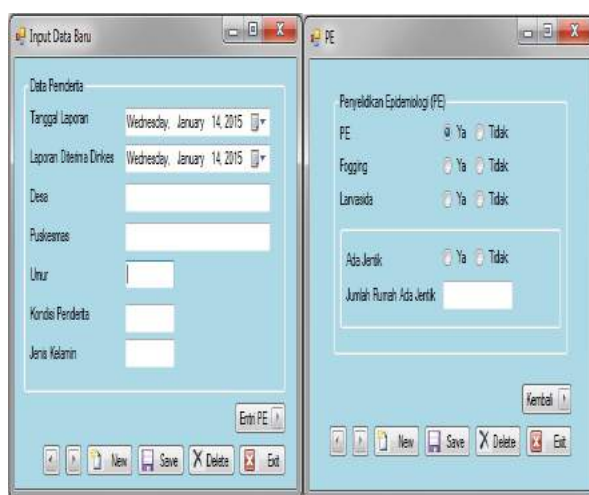 Input Data Baru
Data Pemderita
Tanggal Laporan Wednesday, January 14, 2015
Laporan Diterima Dinkes Wednesday, January 14, 2015
Desa
Puskesmas
Umur
Kondisi Penderita
Jenis Kelamin
Entri PE
New Save Delete Exit
PE
Penyelidikan Epidemiologi (PE)
PE Ya Tidak
Fogging Ya Tidak
Larvasida Ya Tidak
Ada Jentik Ya Tidak
Jumlah Rumah Ada Jentik
Kembali
New Save Delete Exit